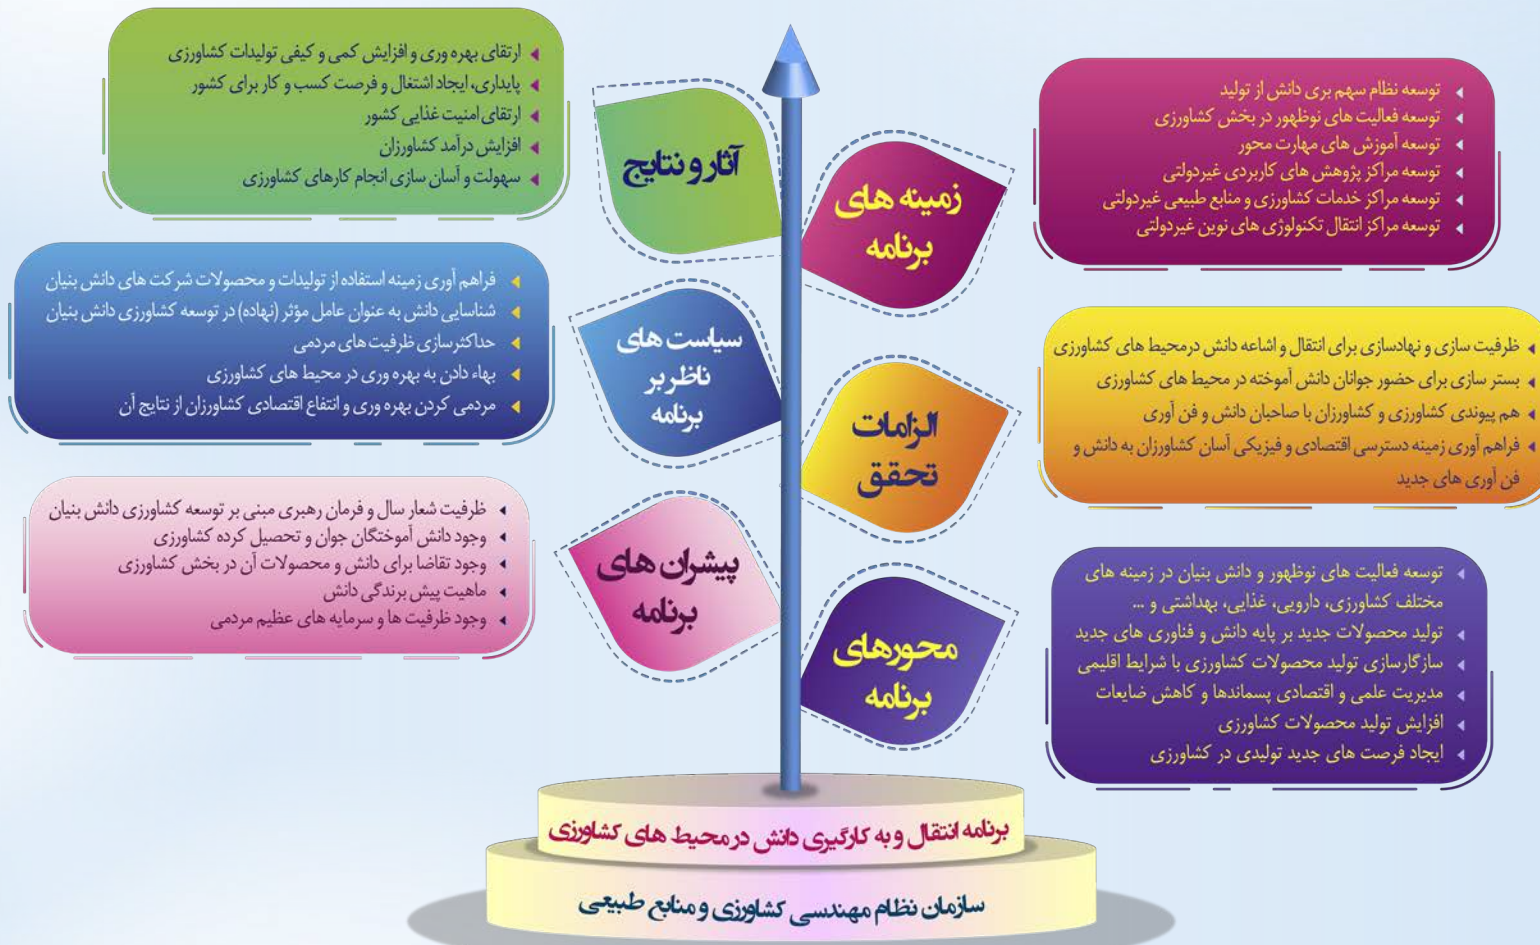 آثار و نتایج
ارتقای بهره وری و افزایش کمی و کیفی تولیدات کشاورزی
پایداری، ایجاد اشتغال و فرصت کسب و کار برای کشور
ارتقای امنیت غذایی کشور
افزایش درآمد کشاورزان
سهولت و آسان سازی انجام کارهای کشاورزی
زمینه های
برنامه
توسعه نظام سهم بری دانش از تولید
توسعه فعالیت های نوظهور در بخش کشاورزی
توسعه آموزش های مهارت محور
توسعه مراکز پژوهش های کاربردی غیردولتی
توسعه مراکز خدمات کشاورزی و منابع طبیعی غیردولتی
توسعه مراکز انتقال تکنولوژی های نوین غیردولتی
سیاست های
ناظر بر
برنامه
فراهم آوری زمینه استفاده از تولیدات و محصولات شرکت های دانش بنیان
شناسایی دانش به عنوان عامل مؤثر (نهاده) در توسعه کشاورزی دانش بنیان
حداکثرسازی ظرفیت های مردمی
بهاء دادن به بهره وری در محیط های کشاورزی
مردمی کردن بهره وری و انتفاع اقتصادی کشاورزان از نتایج آن
الزامات
تحقق
ظرفیت سازی و نهادسازی برای انتقال و اشاعه دانش درمحیط های کشاورزی
بستر سازی برای حضور جوانان دانش آموخته در محیط های کشاورزی
هم پیوندی کشاورزی و کشاورزان با صاحبان دانش و فن آوری
فراهم آوری زمینه دسترسی اقتصادی و فیزیکی آسان کشاورزان به دانش و
فن آوری های جدید
پیشران های
برنامه
ظرفیت شعار سال و فرمان رهبری مبنی بر توسعه کشاورزی دانش بنیان
وجود دانش آموختگان جوان و تحصیل کرده کشاورزی
وجود تقاضا برای دانش و محصولات آن در بخش کشاورزی
ماهیت پیش برندگی دانش
وجود ظرفیت ها و سرمایه های عظیم مردمی
محورهای
برنامه
توسعه فعالیت های نوظهور و دانش بنیان در زمینه های
مختلف کشاورزی، دارویی، غذایی، بهداشتی و ...
تولید محصولات جدید بر پایه دانش و فناوری های جدید
سازگارسازی تولید محصولات کشاورزی با شرایط اقلیمی
مدیریت علمی و اقتصادی پسماندها و کاهش ضایعات
افزایش تولید محصولات کشاورزی
ایجاد فرصت های جدید تولیدی در کشاورزی
برنامه انتقال و به کارگیری دانش در محیط های کشاورزی
سازمان نظام مهندسی کشاورزی و منابع طبیعی